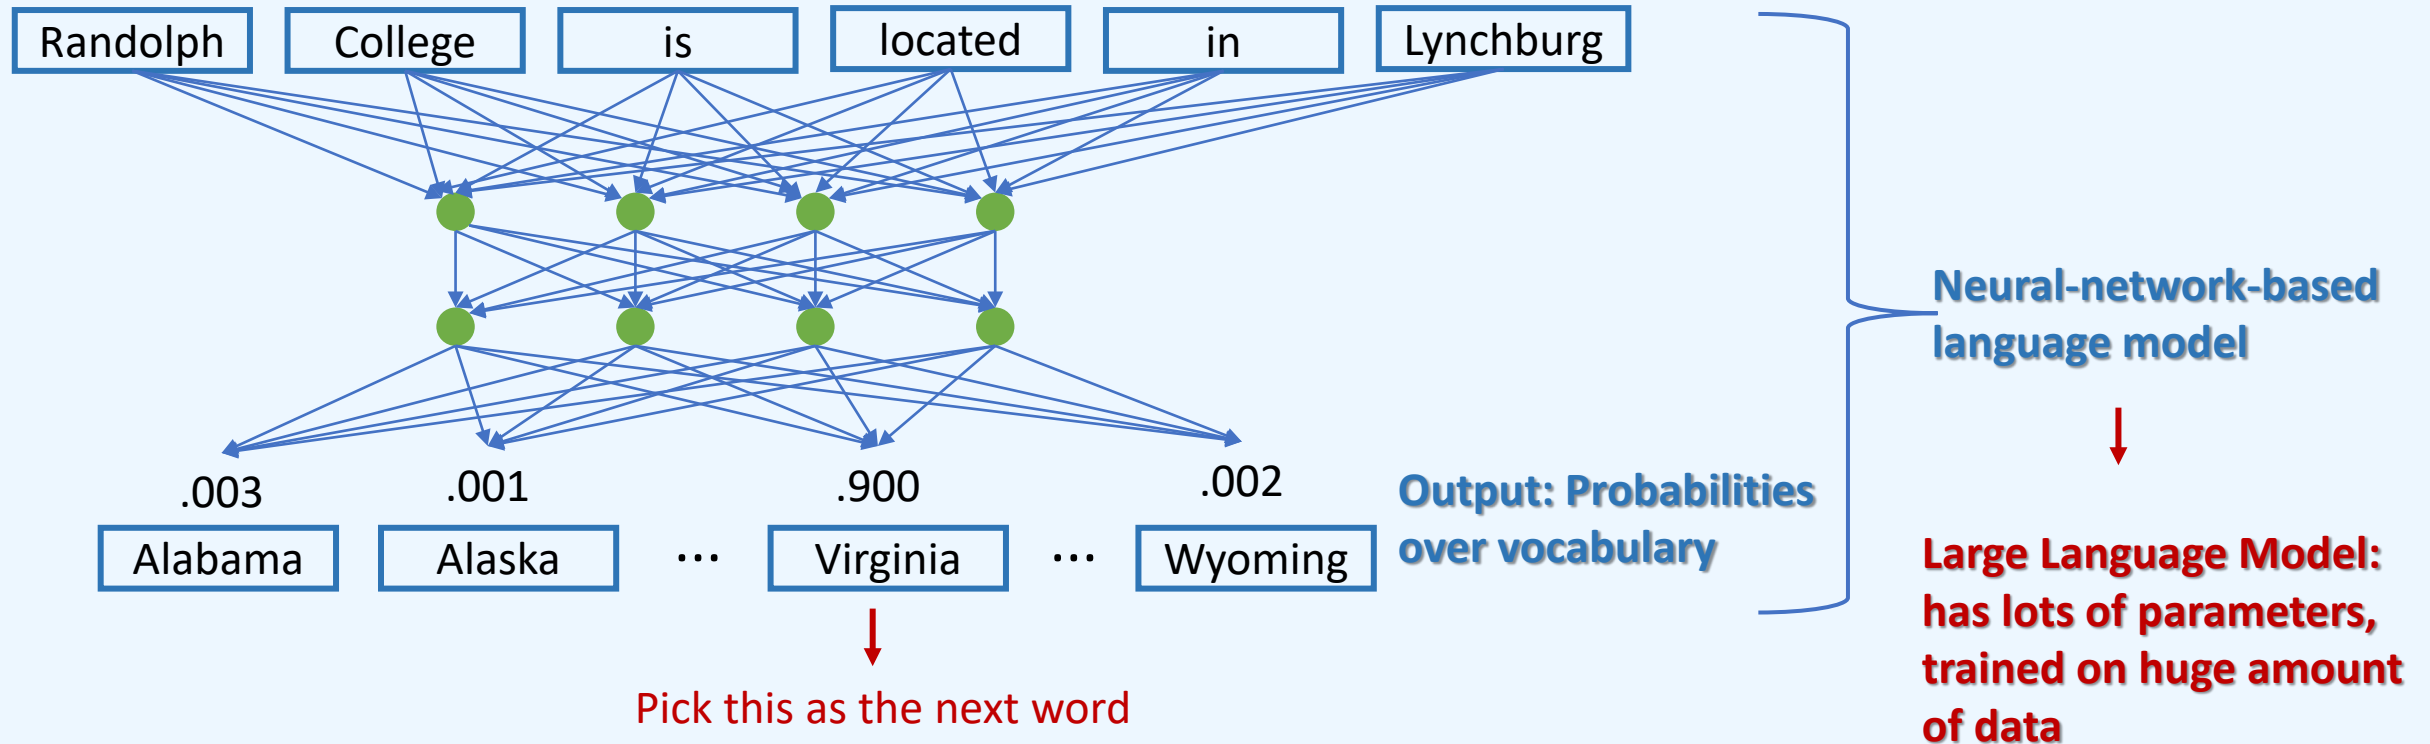 Randolph College is located in Lynchburg
Neural-network-based
language model
.003 .001 .900 .002
Output: Probabilities
over vocabulary
Alabama Alaska ... Virginia ... Wyoming
Large Language Model:
has lots of parameters,
trained on huge amount
of data
Pick this as the next word